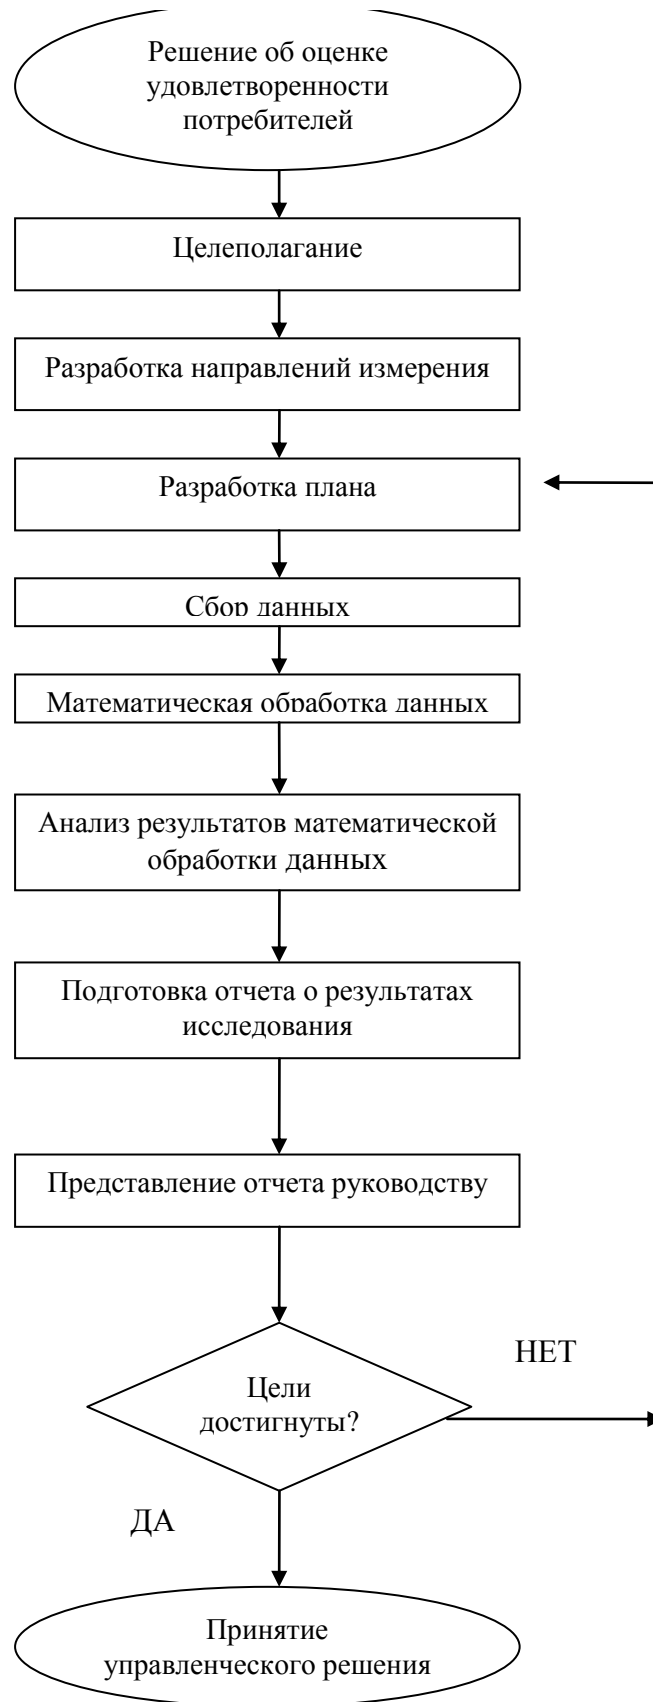 Решение об оценке
удовлетворенности
потребителей
Целеполагание
Разработка направлений измерения
Разработка плана
Сбор данных
Математическая обработка данных
Анализ результатов математической
обработки данных
Подготовка отчета о результатах
исследования
Представление отчета руководству
НЕТ
Цели
достигнуты?
ДА
Принятие
управленческого решения